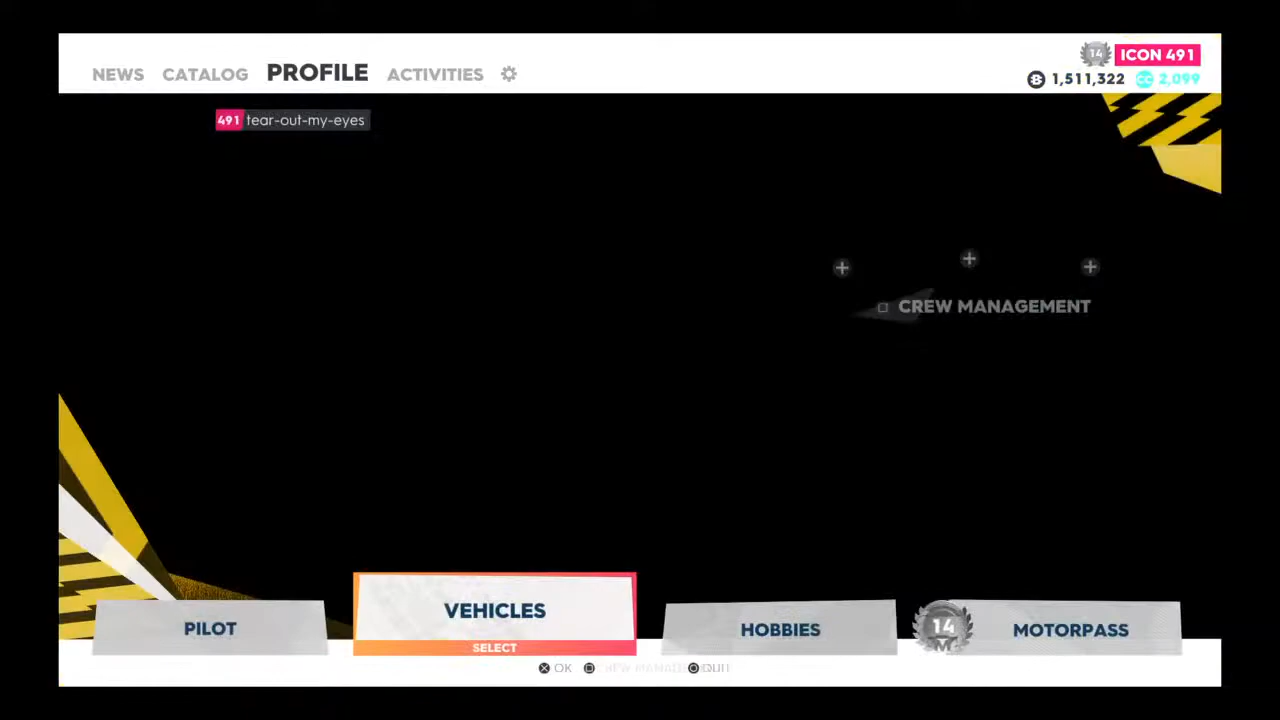 NEWS CATALOG PROFILE ACTIVITIES
14 ICON 491
1,511,322 CC 2,099
491 tear-out-my-eyes
CREW MANAGEMENT
PILOT
VEHICLES
SELECT
HOBBIES
14
M
MOTORPASS
OK